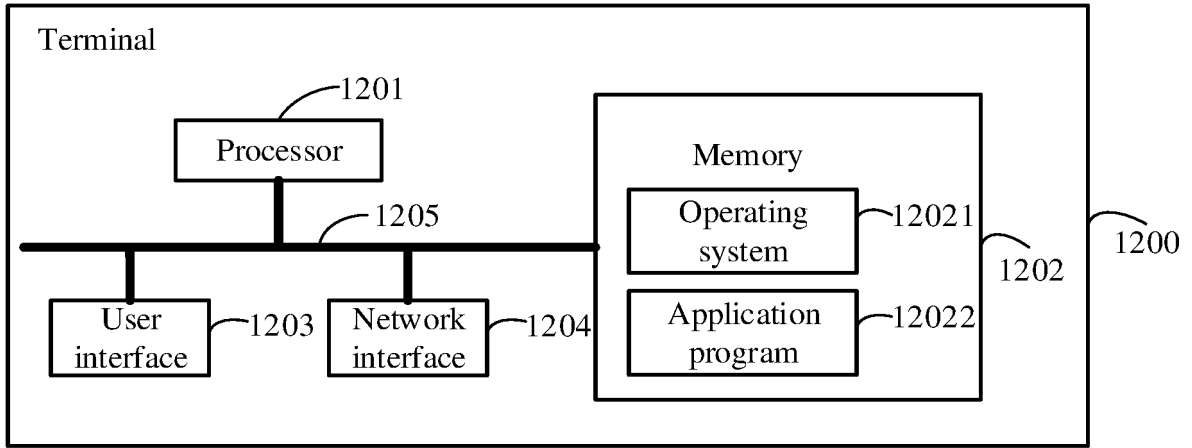 Terminal
1201
Processor
Memory
1205
Operating
system
12021
1202
1200
User
interface
1203
Network
interface
1204
Application
program
12022